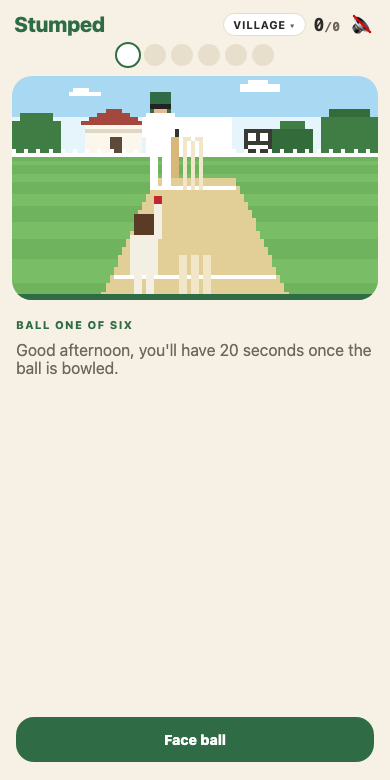 Stumped
VILLAGE ▾
0/0
BALL ONE OF SIX
Good afternoon, you'll have 20 seconds once the
ball is bowled.
Face ball